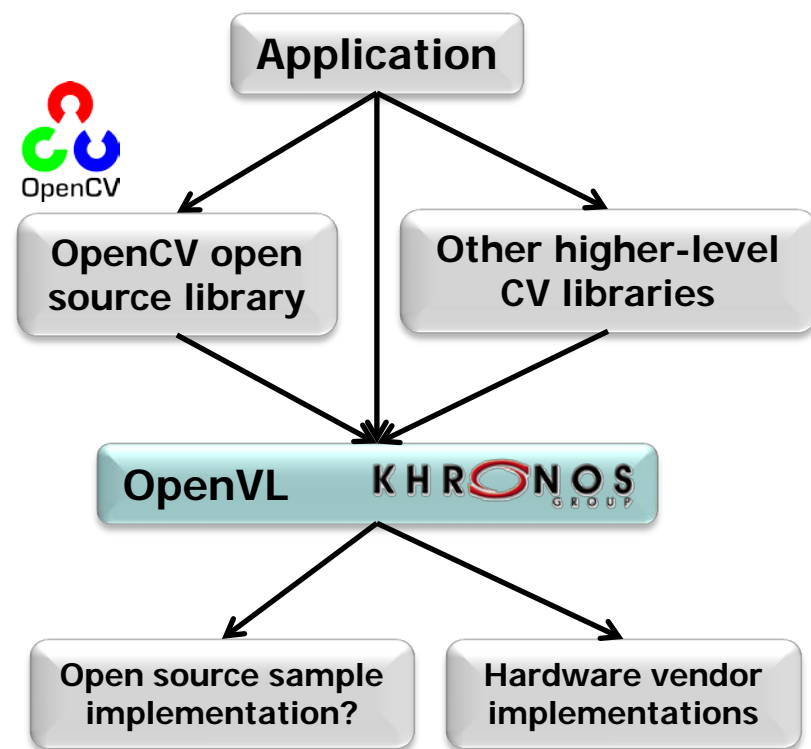 Application
OpenCV
OpenCV open
source library
Other higher-level
CV libraries
OpenVL
KHRONOS
GROUP
Open source sample
implementation?
Hardware vendor
implementations